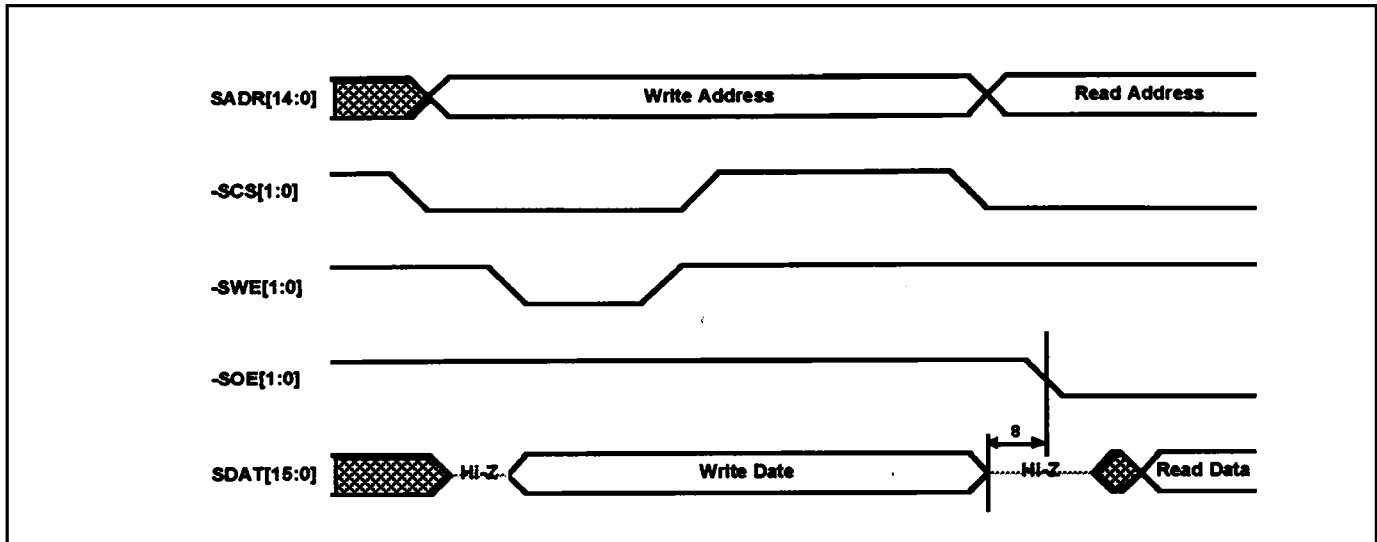 SADR[14:0] Write Address Read Address
-SCS[1:0]
-SWE[1:0]
-SOE[1:0]
8
SDAT[15:0] Hi-Z Write Date Hi-Z Read Data